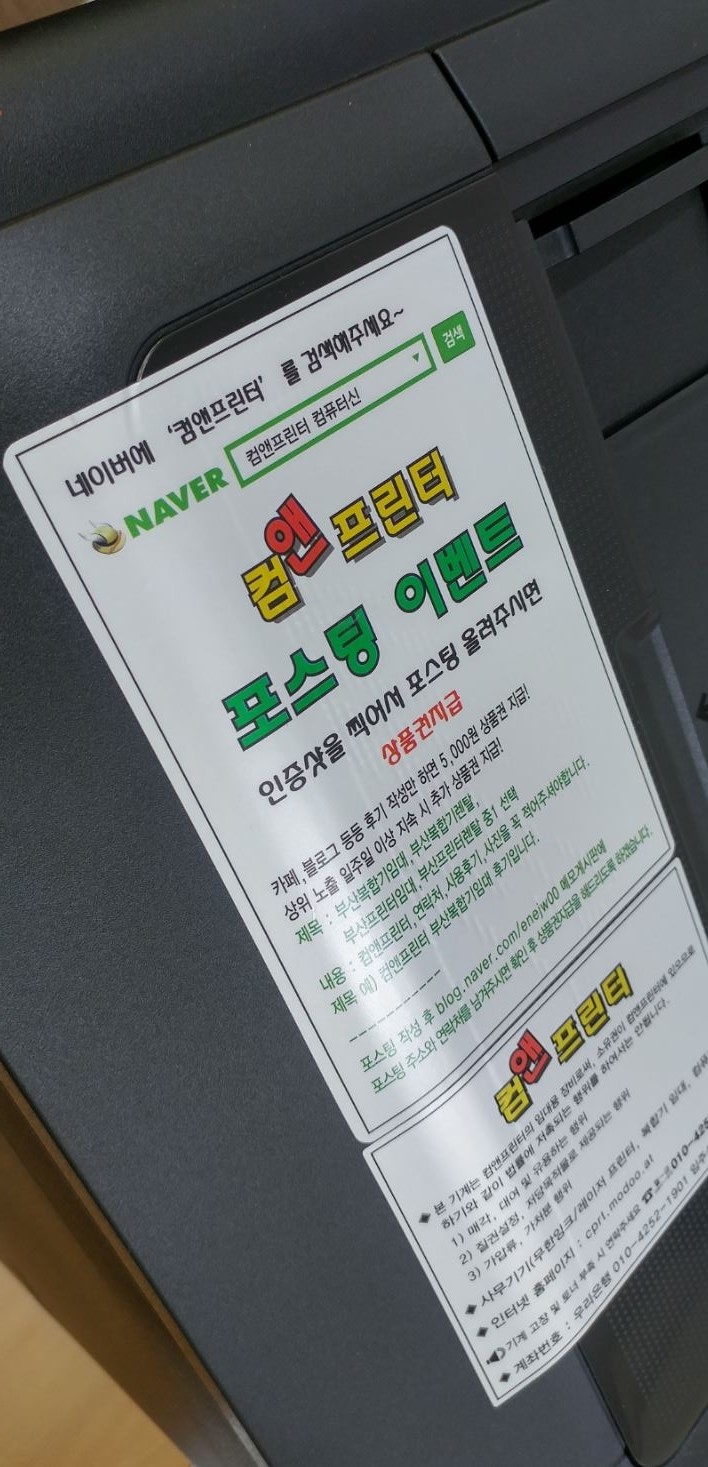 네이버에 '컴앤프린터' 를 검색해주세요~
NAVER 컴앤프린터 컴퓨터신 검색
컴앤프린터
포스팅 이벤트
인증샷을 찍어서 포스팅 올려주시면
상품권지급
카페,블로그 등등 후기 작성만 하면 5,000원 상품권 지급!
상위 노출 일주일 이상 지속 시 추가 상품권 지급!
제목 : 부산복합기임대, 부산복합기렌탈,
부산프린터임대, 부산프린터렌탈 중1 선택
내용 : 컴앤프린터, 연락처, 사용후기, 사진을 꼭 적어주셔야합니다.
제목 예) 컴앤프린터 부산복합기임대 후기입니다.
----------
포스팅 작성 후 blog.naver.com/enejw00 메모게시판에
포스팅 주소와 연락처를 남겨주시면 확인 후 상품권지급을 해드리도록 하겠습니다.
컴앤프린터
◆ 본 기계는 컴앤프린터의 임대용 장비로써, 소유권이 컴앤프린터에 있으므로
하기와 같이 법률에 저촉되는 행위를 하여서는 안됩니다.
1) 매각, 대여 및 유용하는 행위
2) 질권설정, 저당목적물로 제공되는 행위
3) 가압류, 가처분 행위
◆ 사무기기(무한잉크/레이저 프린터, 복합기 임대, 컴퓨
◆ 인터넷 홈페이지 : cprt.modoo.at
기계 고장 및 토너 부족 시 연락주세요 ☎ 010-425
◆ 계좌번호 : 우리은행 010-4252-1901